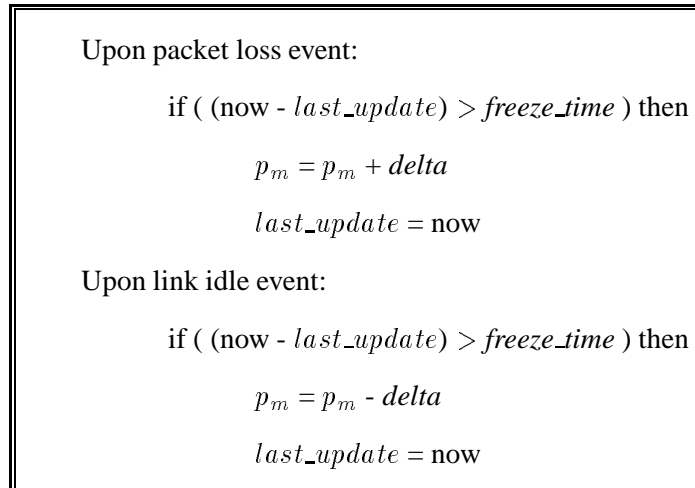 Upon packet loss event:
if ( (now - last_update) > freeze_time ) then
p_m = p_m + delta
last_update = now
Upon link idle event:
if ( (now - last_update) > freeze_time ) then
p_m = p_m - delta
last_update = now